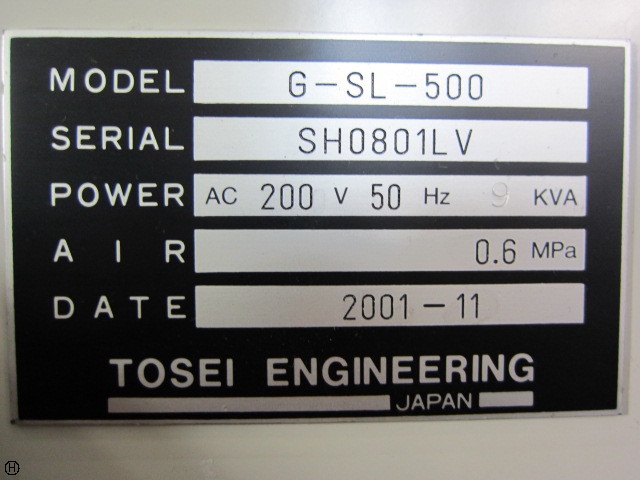 MODEL G-SL-500
SERIAL SH0801LV
POWER AC 200 V 50 Hz 9 KVA
AIR 0.6 MPa
DATE 2001-11
TOSEI ENGINEERING
JAPAN
H